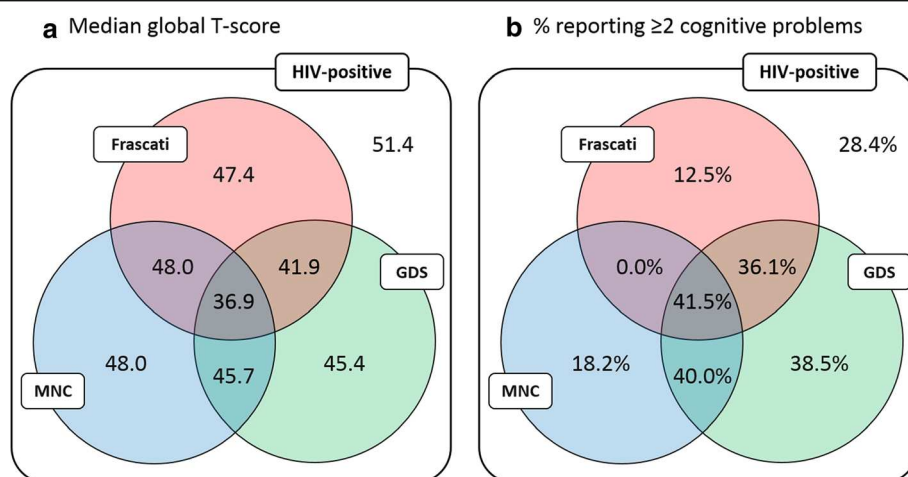 a Median global T-score
HIV-positive
Frascati
51.4
47.4
48.0
41.9
GDS
36.9
48.0
45.7
45.4
MNC
b % reporting ≥2 cognitive problems
HIV-positive
Frascati
28.4%
12.5%
0.0%
36.1%
GDS
41.5%
18.2%
40.0%
38.5%
MNC